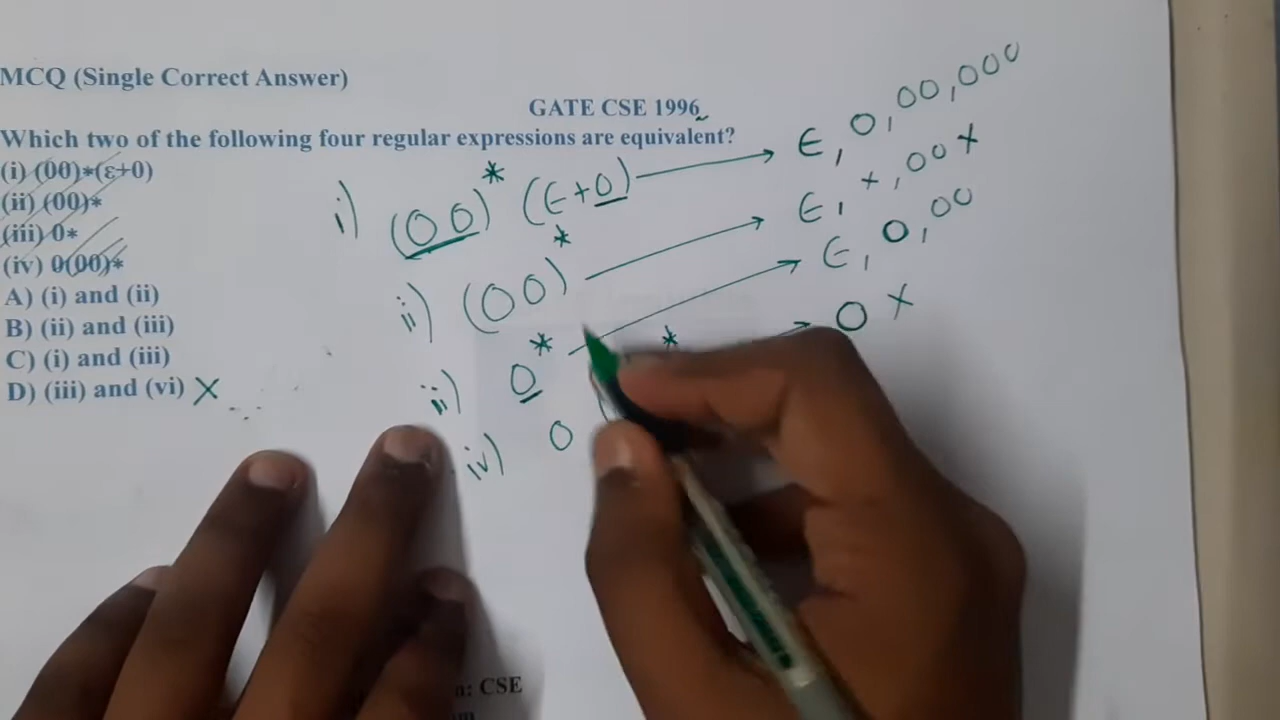 MCQ (Single Correct Answer)
GATE CSE 1996
Which two of the following four regular expressions are equivalent?
(i) (00)*(ε+0)
(ii) (00)*
(iii) 0*
(iv) 0(00)*
A) (i) and (ii)
B) (ii) and (iii)
C) (i) and (iii)
D) (iii) and (vi) X
i) (00)* (ε+0) → ε, 0, 00, 000
ii) (00)* → ε, x, 00 x
iii) 0* → ε, 0, 00
iv) 0 ( * → 0 x
: CSE